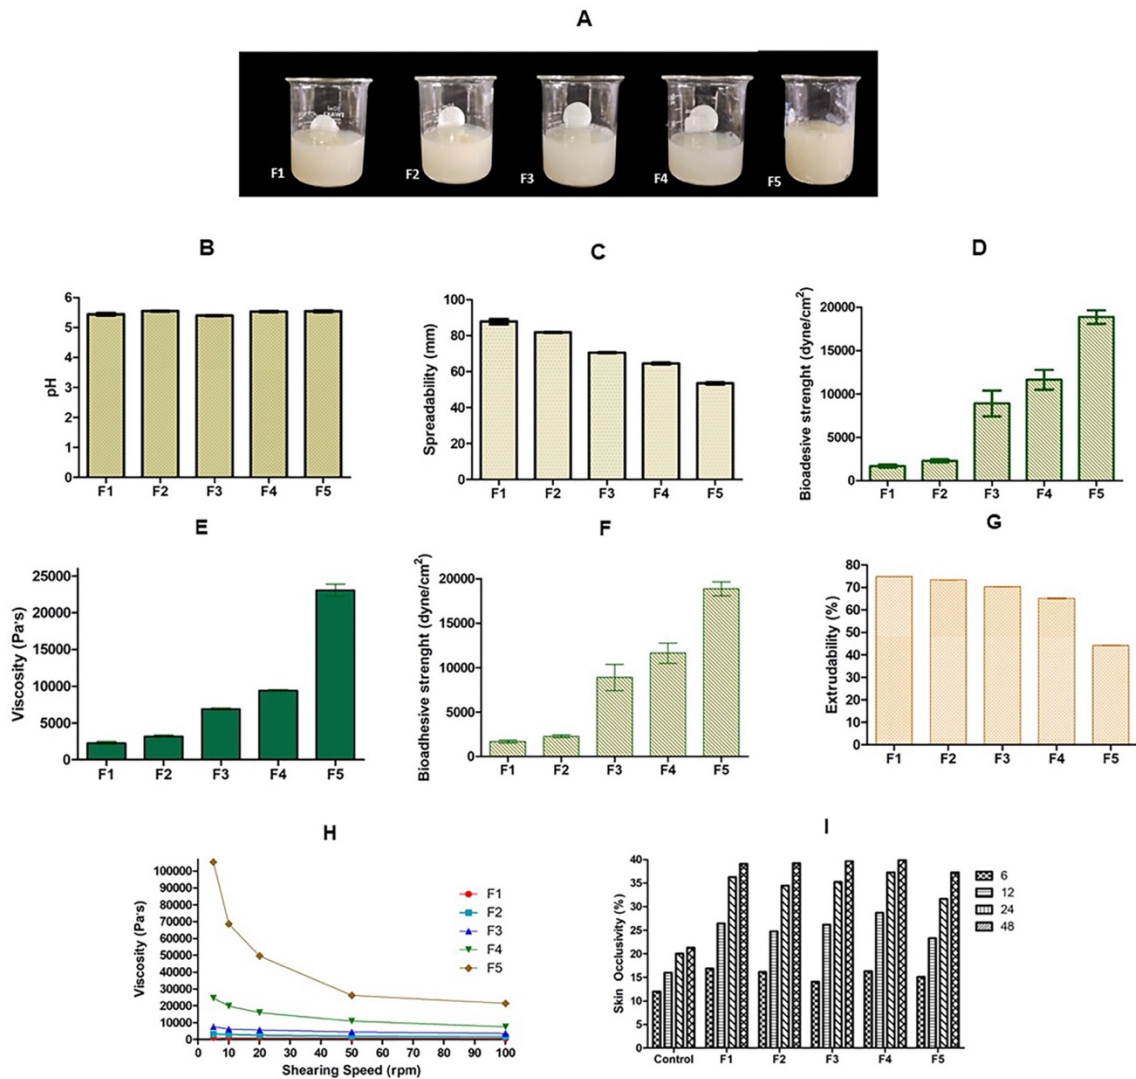 A
F1
F2
F3
F4
F5
B
pH
6
5
4
3
2
1
0
F1 F2 F3 F4 F5
C
Spreadability (mm)
100
80
60
40
20
0
F1 F2 F3 F4 F5
D
Bioadesive strenght (dyne/cm²)
20000
15000
10000
5000
0
F1 F2 F3 F4 F5
E
Viscosity (Pa·s)
25000
20000
15000
10000
5000
0
F1 F2 F3 F4 F5
F
Bioadhesive strenght (dyne/cm²)
20000
15000
10000
5000
0
F1 F2 F3 F4 F5
G
Extrudability (%)
80
70
60
50
40
30
20
10
0
F1 F2 F3 F4 F5
H
Viscosity (Pa·s)
100000
90000
80000
70000
60000
50000
40000
30000
20000
10000
0
0 10 20 30 40 50 60 70 80 90 100
Shearing Speed (rpm)
F1
F2
F3
F4
F5
I
Skin Occlusivity (%)
40
35
30
25
20
15
10
5
0
Control F1 F2 F3 F4 F5
6
12
24
48